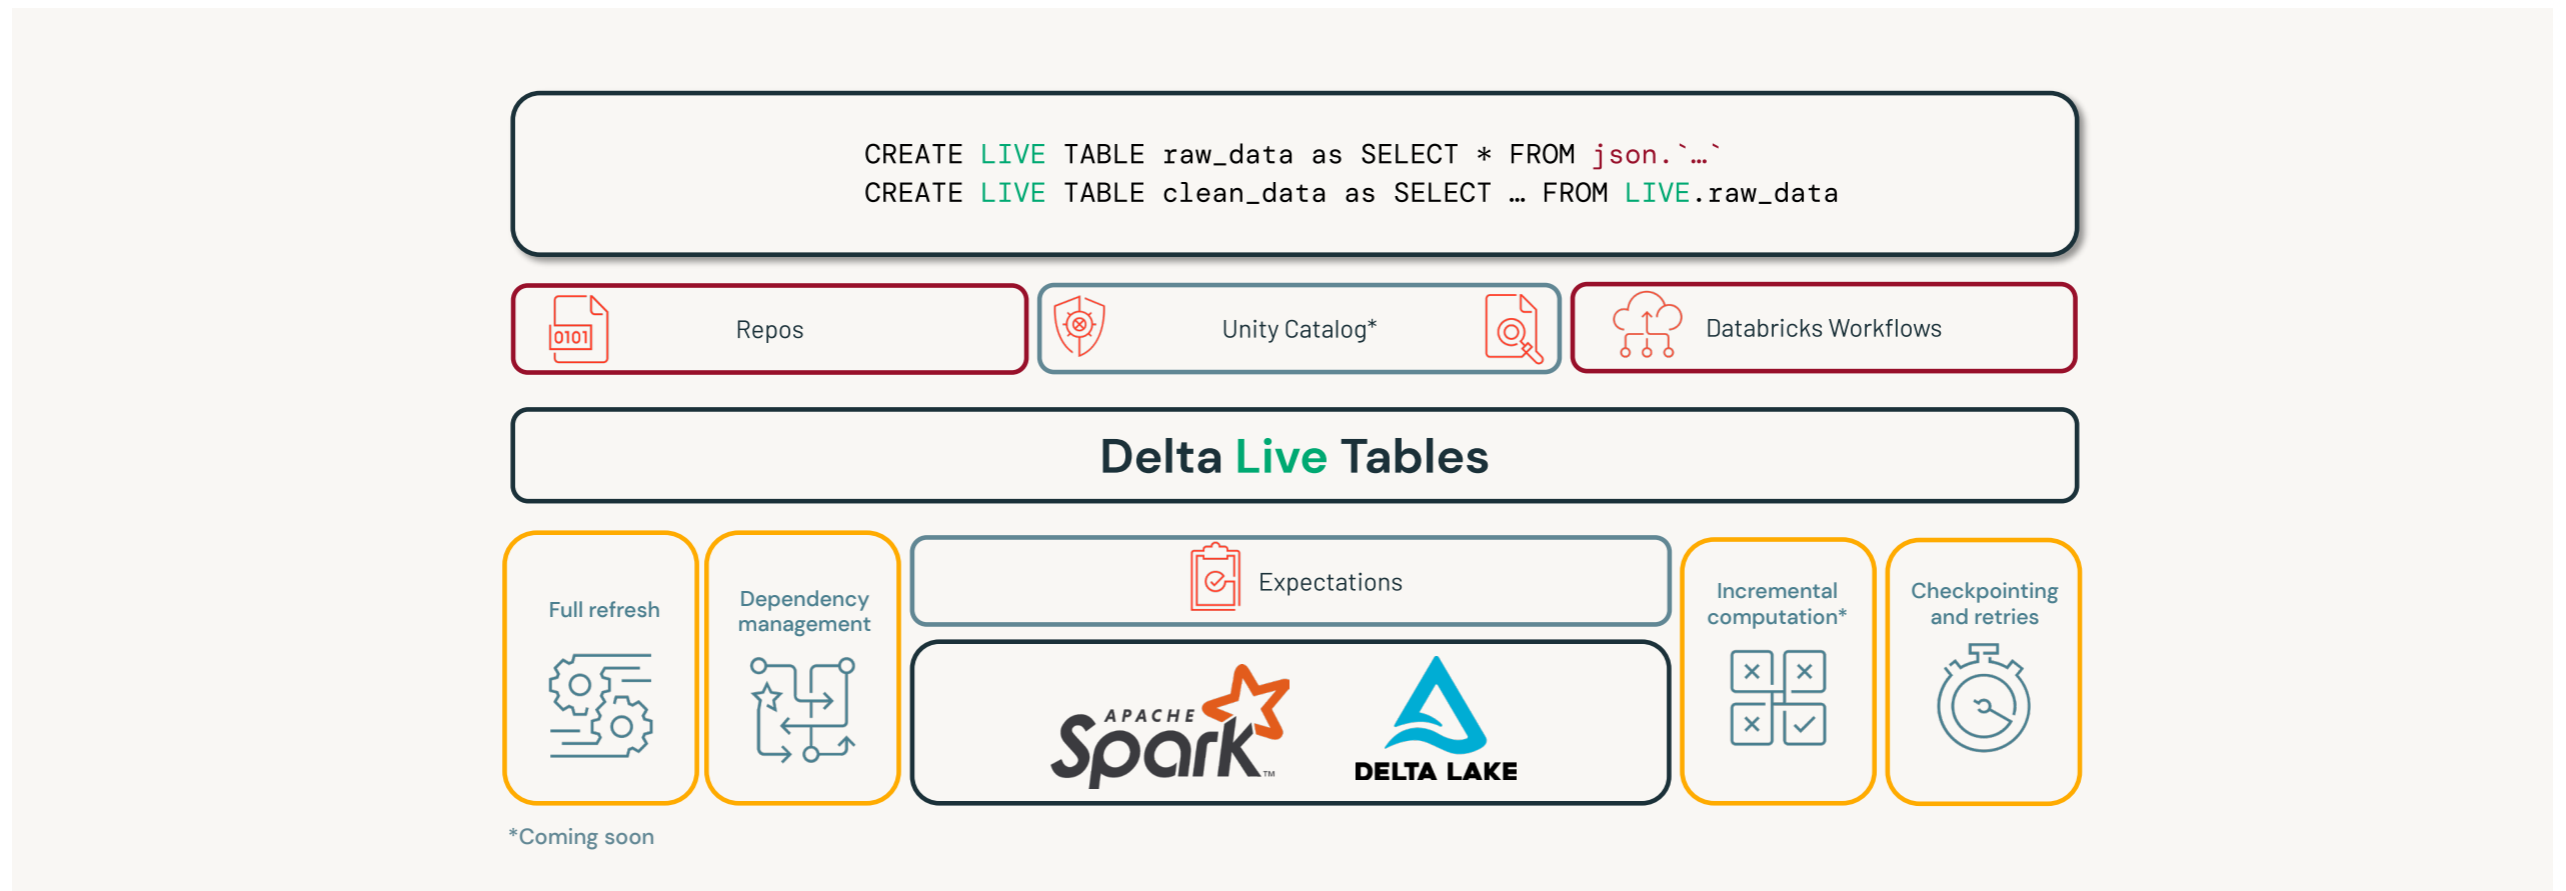 CREATE LIVE TABLE raw_data as SELECT * FROM json.`…`
CREATE LIVE TABLE clean_data as SELECT … FROM LIVE.raw_data
0101
Repos
Unity Catalog*
Databricks Workflows
Delta Live Tables
Full refresh
Dependency
management
Expectations
APACHE
Spark™
DELTA LAKE
Incremental
computation*
Checkpointing
and retries
*Coming soon